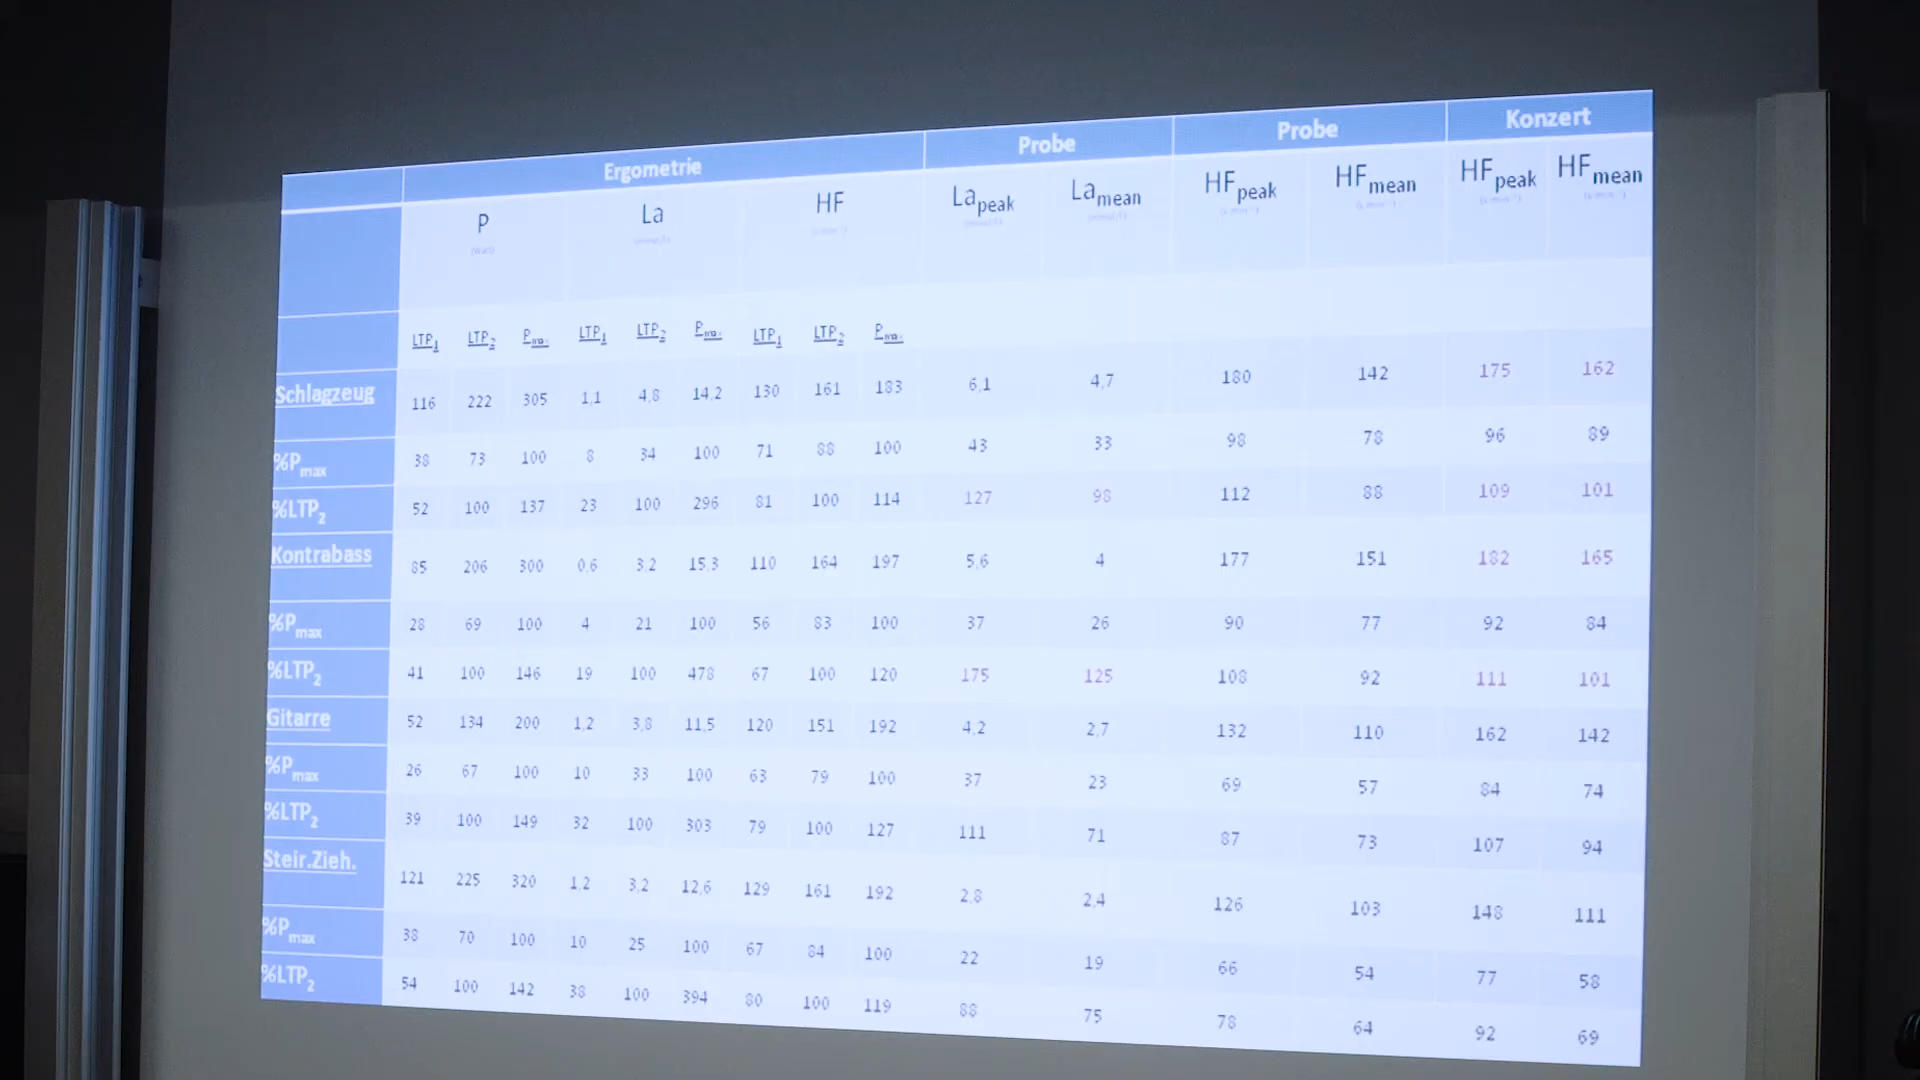 Ergometrie Probe Probe Konzert
P La HF La peak La mean HF peak HF mean HF peak HF mean
LTP1 LTP2 Pmax LTP1 LTP2 Pmax LTP1 LTP2 Pmax
Schlagzeug 116 222 305 1,1 4,8 14,2 130 161 183 6,1 4,7 180 142 175 162
%Pmax 38 73 100 8 34 100 71 88 100 43 33 98 78 96 89
%LTP2 52 100 137 23 100 296 81 100 114 127 98 112 88 109 101
Kontrabass 85 206 300 0,6 3,2 15,3 110 164 197 5,6 4 177 151 182 165
%Pmax 28 69 100 4 21 100 56 83 100 37 26 90 77 92 84
%LTP2 41 100 146 19 100 478 67 100 120 175 125 108 92 111 101
Gitarre 52 134 200 1,2 3,8 11,5 120 151 192 4,2 2,7 132 110 162 142
%Pmax 26 67 100 10 33 100 63 79 100 37 23 69 57 84 74
%LTP2 39 100 149 32 100 303 79 100 127 111 71 87 73 107 94
Steir.Zieh. 121 225 320 1,2 3,2 12,6 129 161 192 2,8 2,4 126 103 148 111
%Pmax 38 70 100 10 25 100 67 84 100 22 19 66 54 77 58
%LTP2 54 100 142 38 100 394 80 100 119 88 75 78 64 92 69